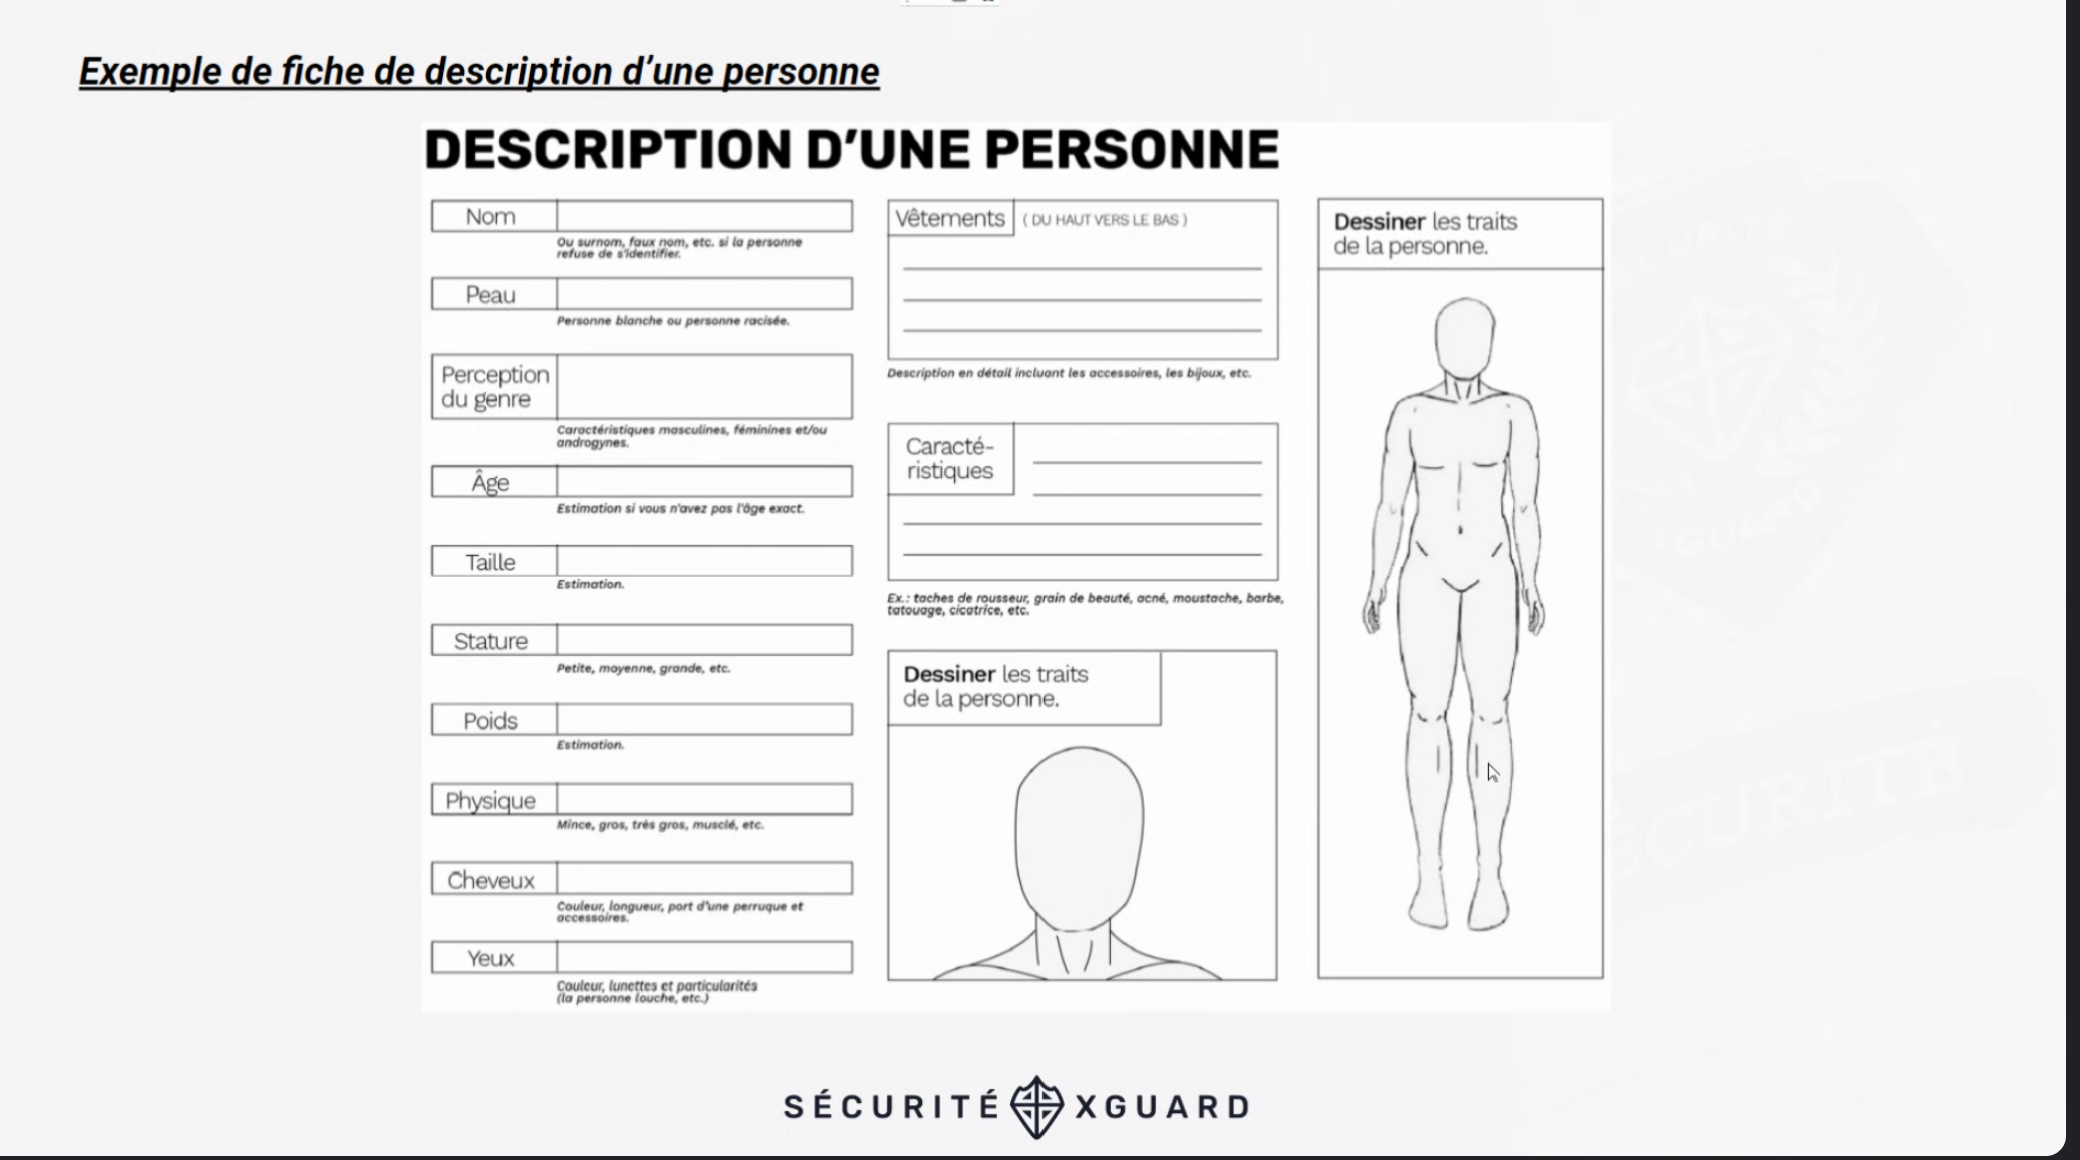 Exemple de fiche de description d’une personne
DESCRIPTION D’UNE PERSONNE
Nom
Ou surnom, faux nom, etc. si la personne
refuse de s'identifier.
Peau
Personne blanche ou personne racisée.
Perception
du genre
Caractéristiques masculines, féminines et/ou
androgynes.
Âge
Estimation si vous n'avez pas l'âge exact.
Taille
Estimation.
Stature
Petite, moyenne, grande, etc.
Poids
Estimation.
Physique
Mince, gros, très gros, musclé, etc.
Cheveux
Couleur, longueur, port d'une perruque et
accessoires.
Yeux
Couleur, lunettes et particularités
(la personne louche, etc.)
Vêtements ( DU HAUT VERS LE BAS )
Description en détail incluant les accessoires, les bijoux, etc.
Caracté-
ristiques
Ex.: taches de rousseur, grain de beauté, acné, moustache, barbe,
tatouage, cicatrice, etc.
Dessiner les traits
de la personne.
Dessiner les traits
de la personne.
SÉCURITÉ XGUARD